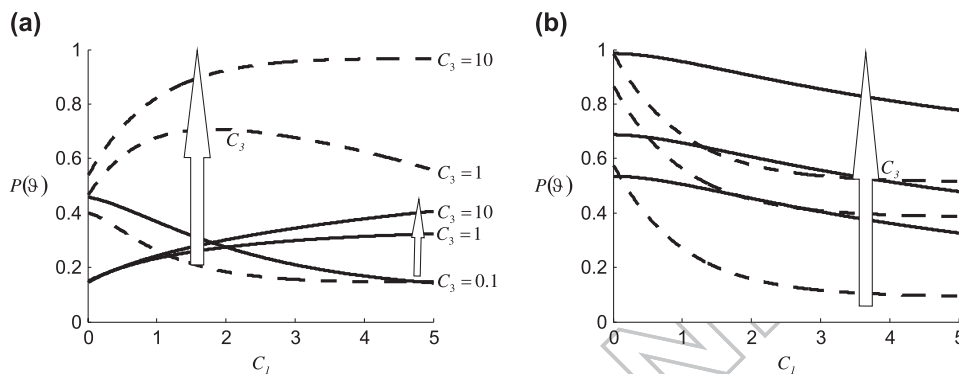 (a)
(b)
1
0.8
0.6
0.4
0.2
0
P(ϑ)
0 1 2 3 4 5
C₁
C₃
C₃ = 10
C₃ = 1
C₃ = 10
C₃ = 1
C₃ = 0.1
1
0.8
0.6
0.4
0.2
0
P(ϑ)
0 1 2 3 4 5
C₁
C₃